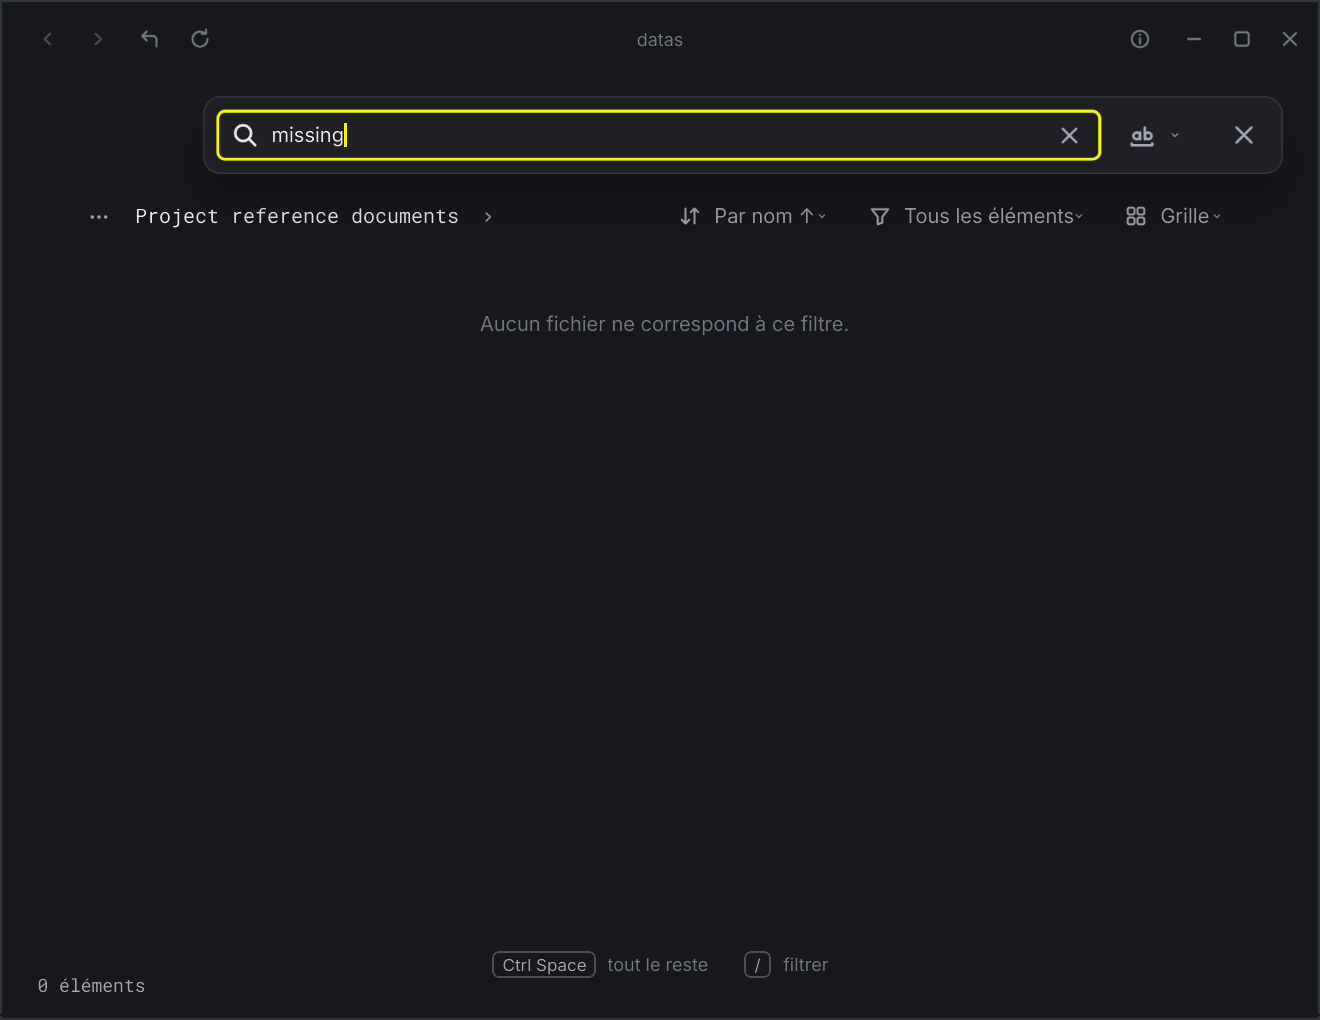 datas
missing
ab
... Project reference documents >
Par nom ↑
Tous les éléments
Grille
Aucun fichier ne correspond à ce filtre.
Ctrl Space tout le reste / filtrer
0 éléments